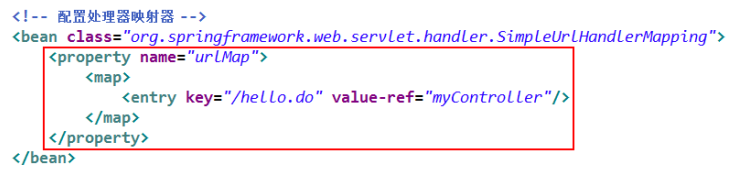 <!-- 配置处理器映射器 -->
<bean class="org.springframework.web.servlet.handler.SimpleUrlHandlerMapping">
<property name="urlMap">
<map>
<entry key="/hello.do" value-ref="myController"/>
</map>
</property>
</bean>